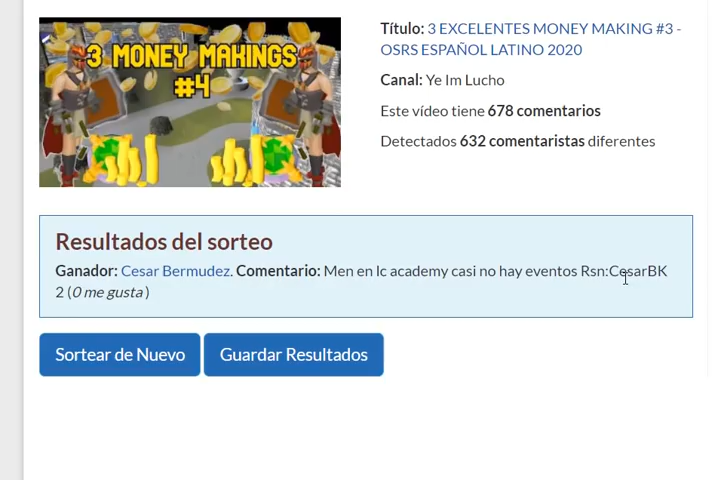 3 MONEY MAKINGS
#4
Título: 3 EXCELENTES MONEY MAKING #3 -
OSRS ESPAÑOL LATINO 2020
Canal: Ye Im Lucho
Este vídeo tiene 678 comentarios
Detectados 632 comentaristas diferentes
Resultados del sorteo
Ganador: Cesar Bermudez. Comentario: Men en lc academy casi no hay eventos Rsn:CesarBK
2 (0 me gusta )
Sortear de Nuevo
Guardar Resultados